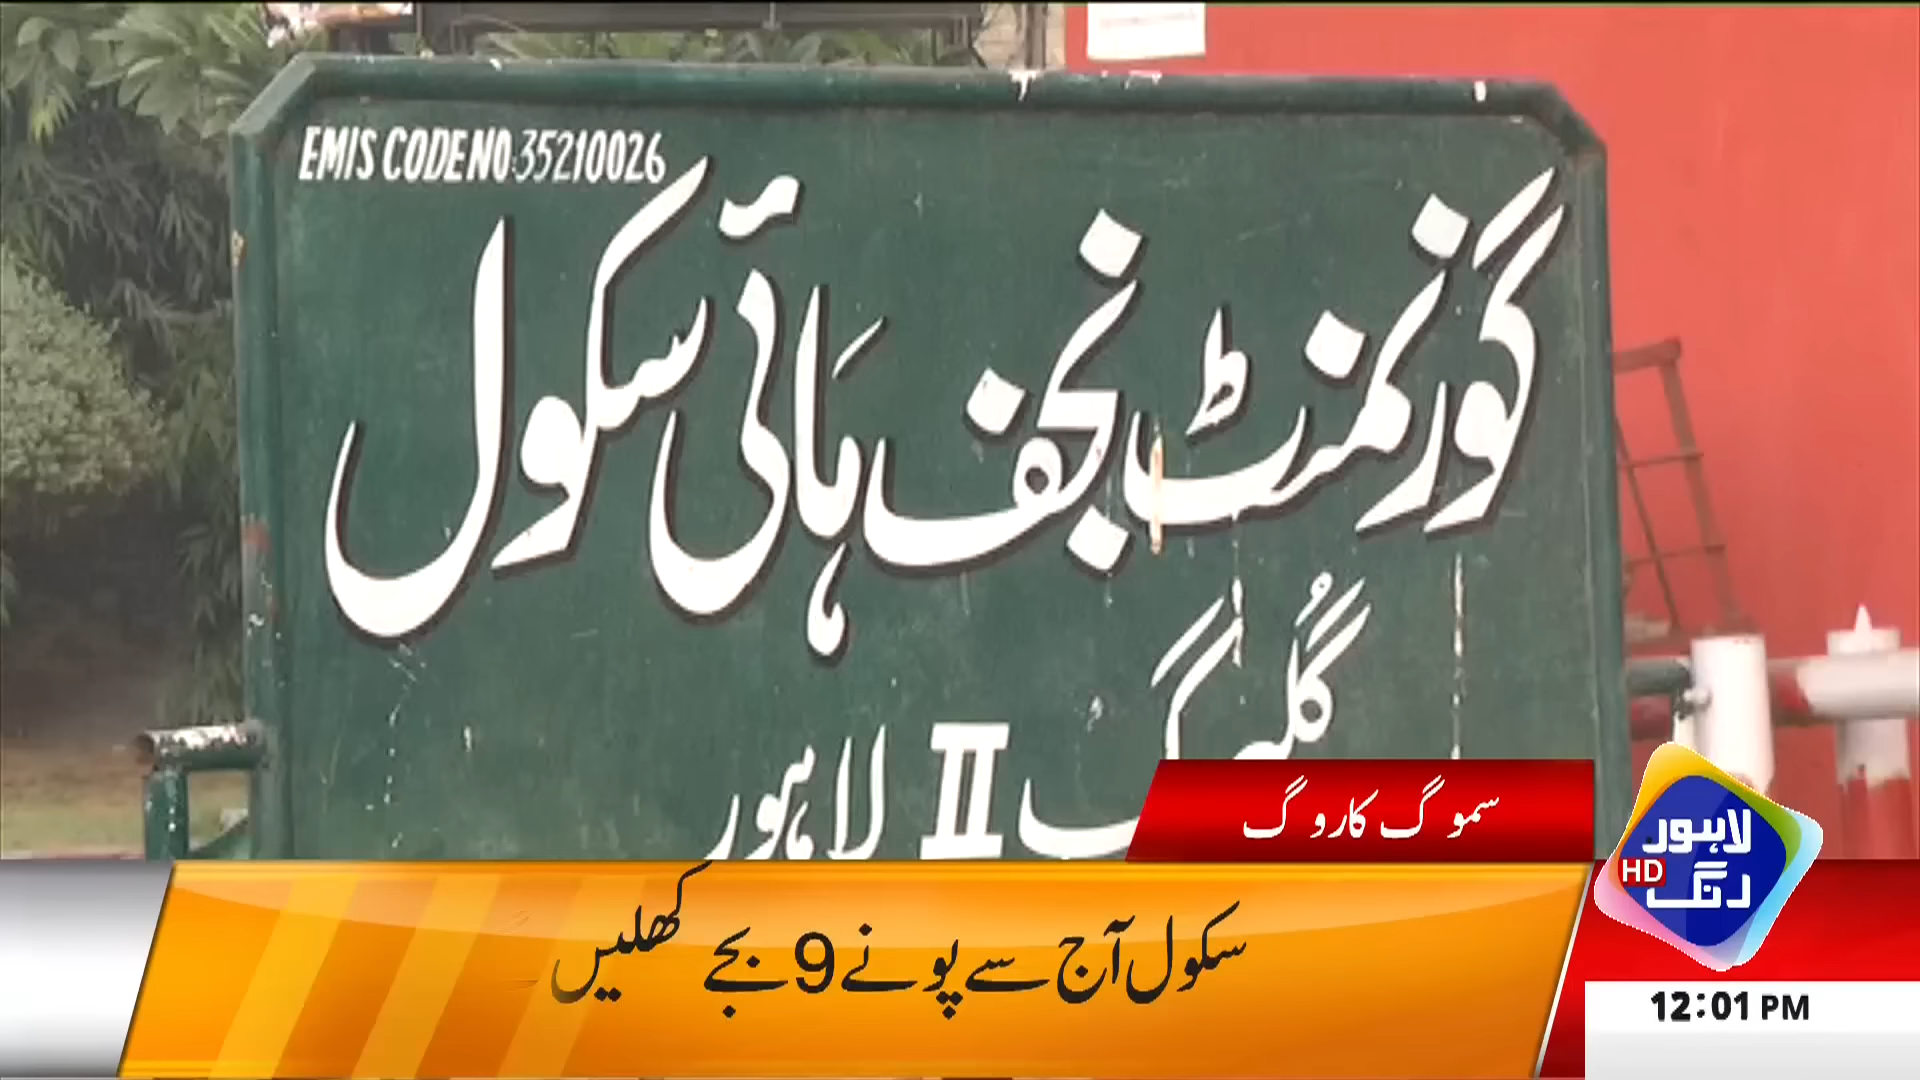 EMIS CODE NO:35210026
گورنمنٹ نجف ہائی سکول
گلبرگ II لاہور
سموگ کا روگ
سکول آج سے پونے 9 بجے کھلیں
لاہور
رنگ
HD
12:01 PM